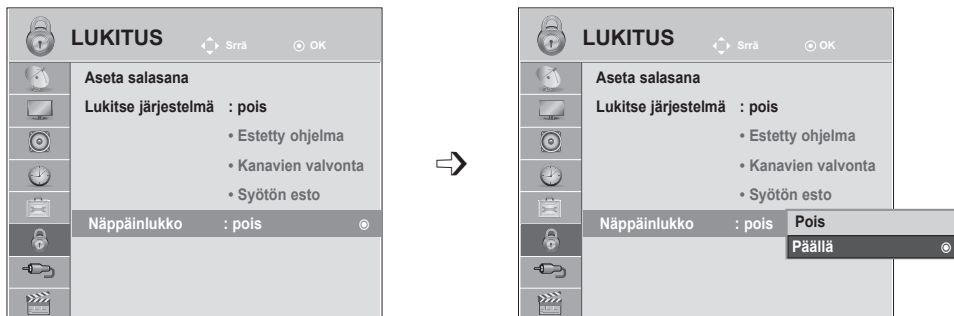 LUKITUS Srrä OK
Aseta salasana
Lukitse järjestelmä : pois
• Estetty ohjelma
• Kanavien valvonta
• Syötön esto
Näppäinlukko : pois
LUKITUS Srrä OK
Aseta salasana
Lukitse järjestelmä : pois
• Estetty ohjelma
• Kanavien valvonta
• Syötön esto
Näppäinlukko : pois
Pois
Päällä